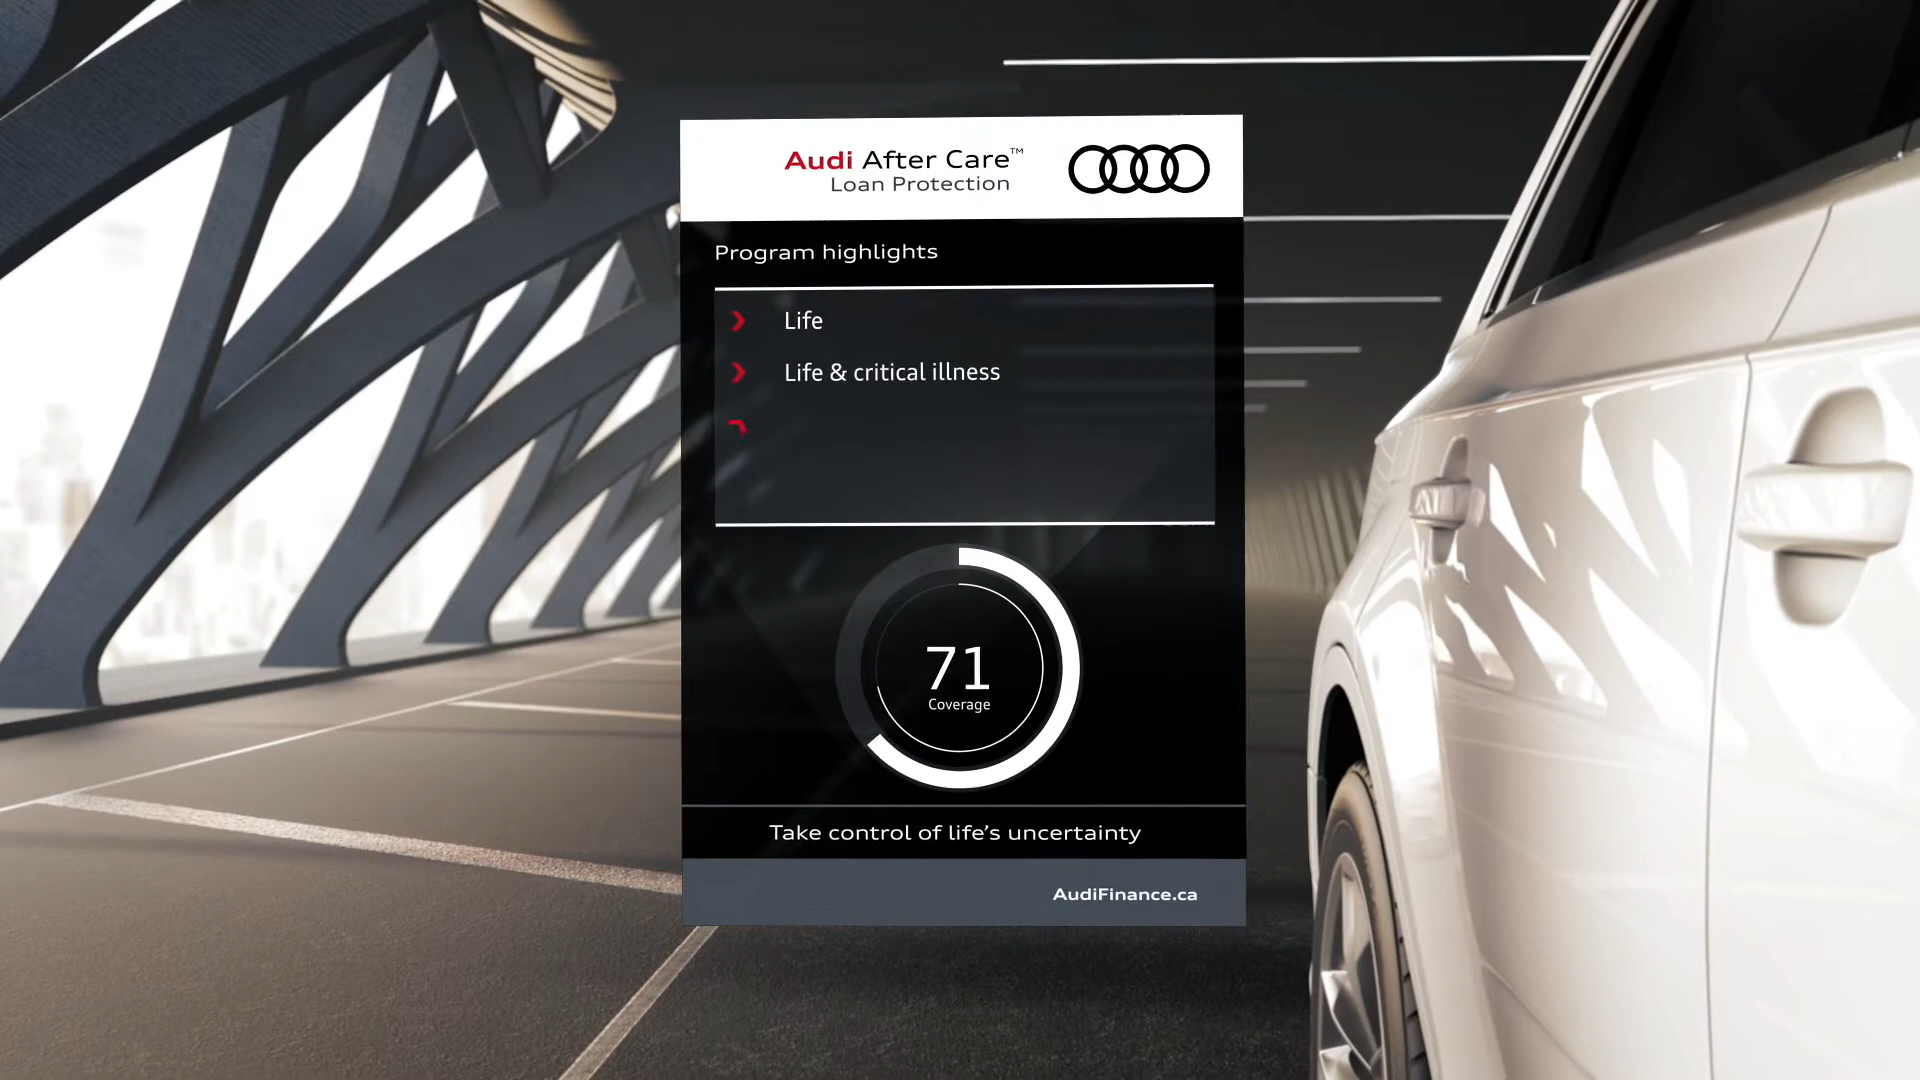 Audi After Care™
Loan Protection
Program highlights
Life
Life & critical illness
71
Coverage
Take control of life’s uncertainty
AudiFinance.ca